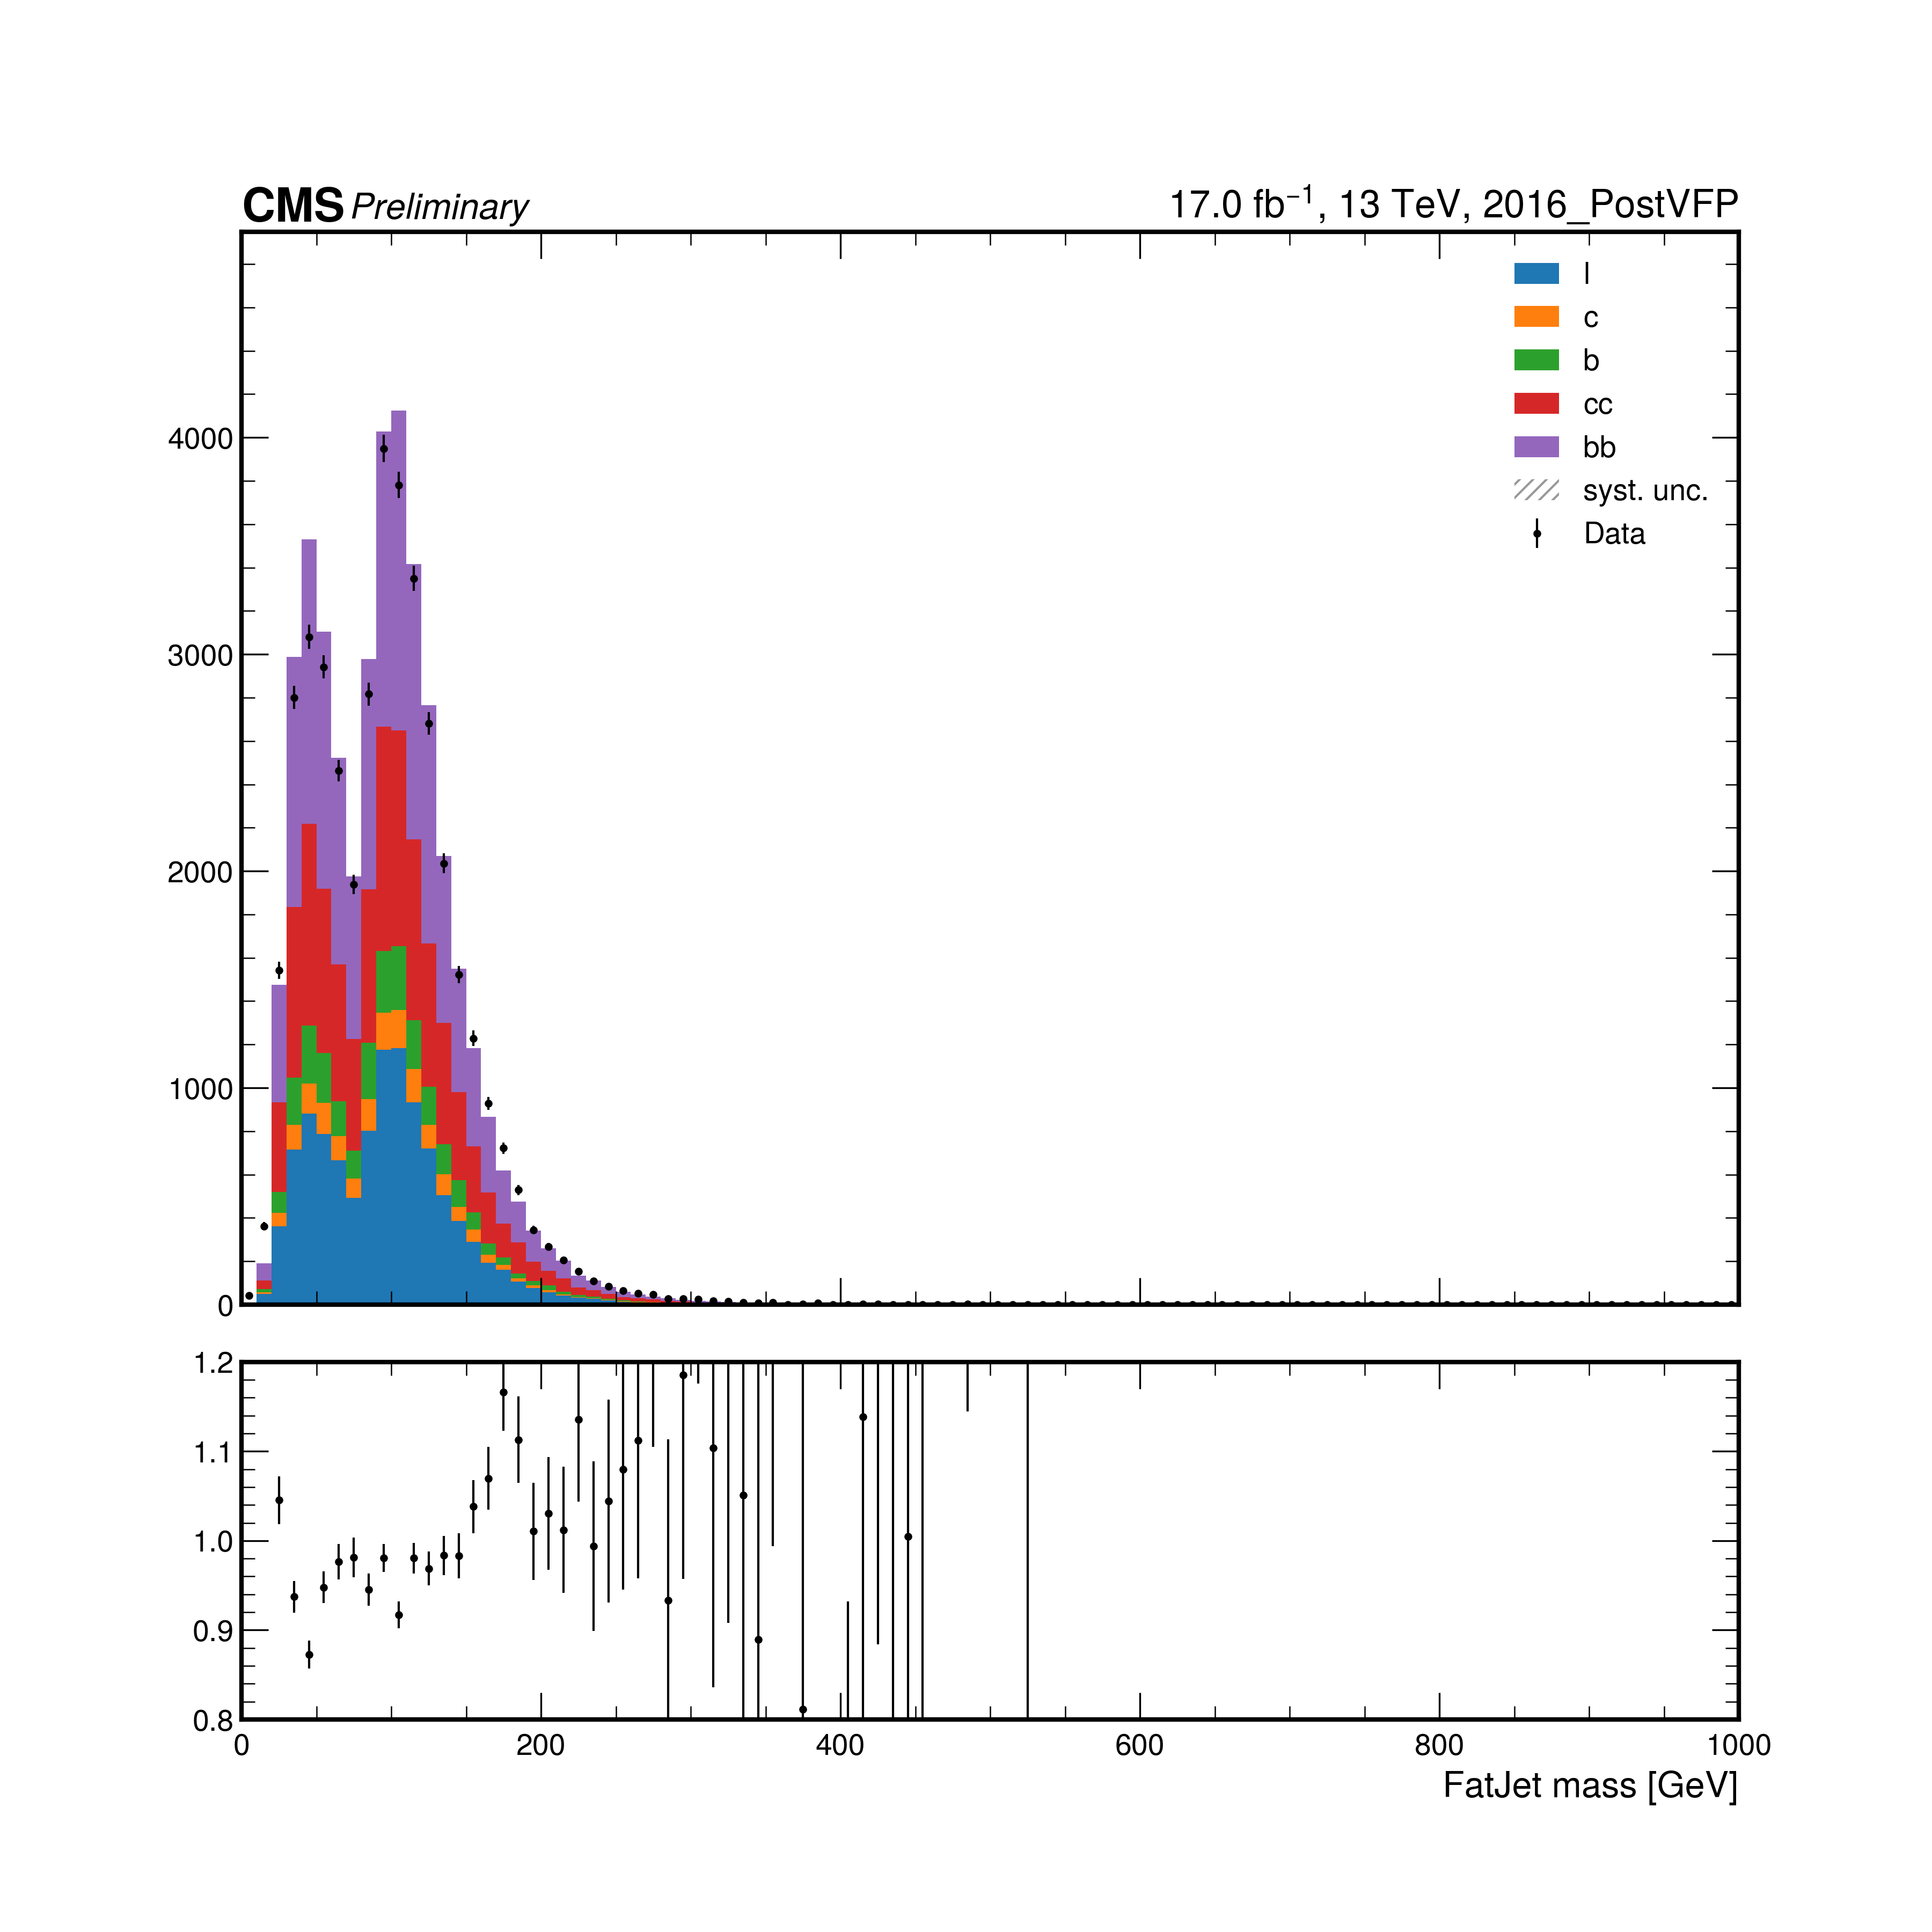 CMS Preliminary 17.0 fb⁻¹, 13 TeV, 2016_PostVFP
l
c
b
cc
bb
syst. unc.
Data
4000
3000
2000
1000
0
1.2
1.1
1.0
0.9
0.8
0 200 400 600 800 1000
FatJet mass [GeV]